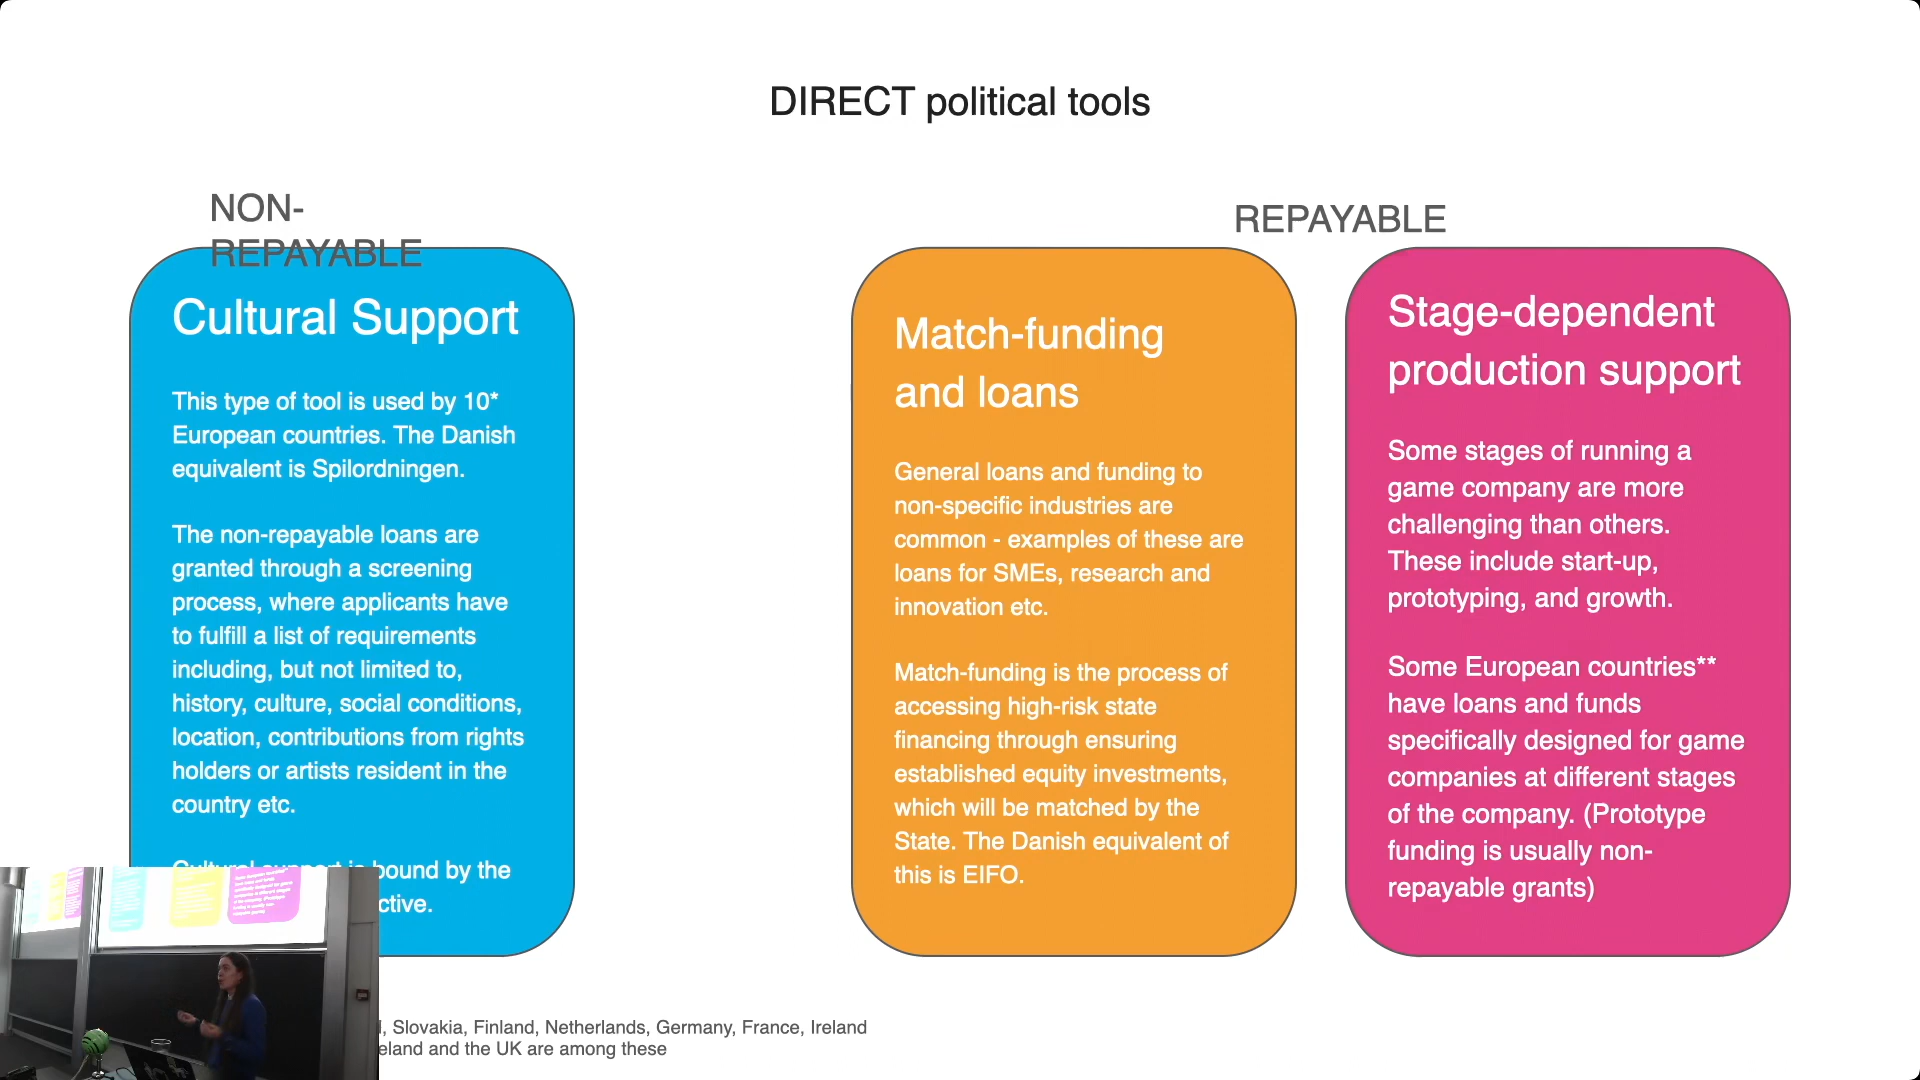 DIRECT political tools
NON-
REPAYABLE
REPAYABLE
Cultural Support
This type of tool is used by 10*
European countries. The Danish
equivalent is Spilordningen.
The non-repayable loans are
granted through a screening
process, where applicants have
to fulfill a list of requirements
including, but not limited to,
history, culture, social conditions,
location, contributions from rights
holders or artists resident in the
country etc.
Cultural support is bound by the
Match-funding
and loans
General loans and funding to
non-specific industries are
common - examples of these are
loans for SMEs, research and
innovation etc.
Match-funding is the process of
accessing high-risk state
financing through ensuring
established equity investments,
which will be matched by the
State. The Danish equivalent of
this is EIFO.
Stage-dependent
production support
Some stages of running a
game company are more
challenging than others.
These include start-up,
prototyping, and growth.
Some European countries**
have loans and funds
specifically designed for game
companies at different stages
of the company. (Prototype
funding is usually non-
repayable grants)
, Slovakia, Finland, Netherlands, Germany, France, Ireland
and the UK are among these